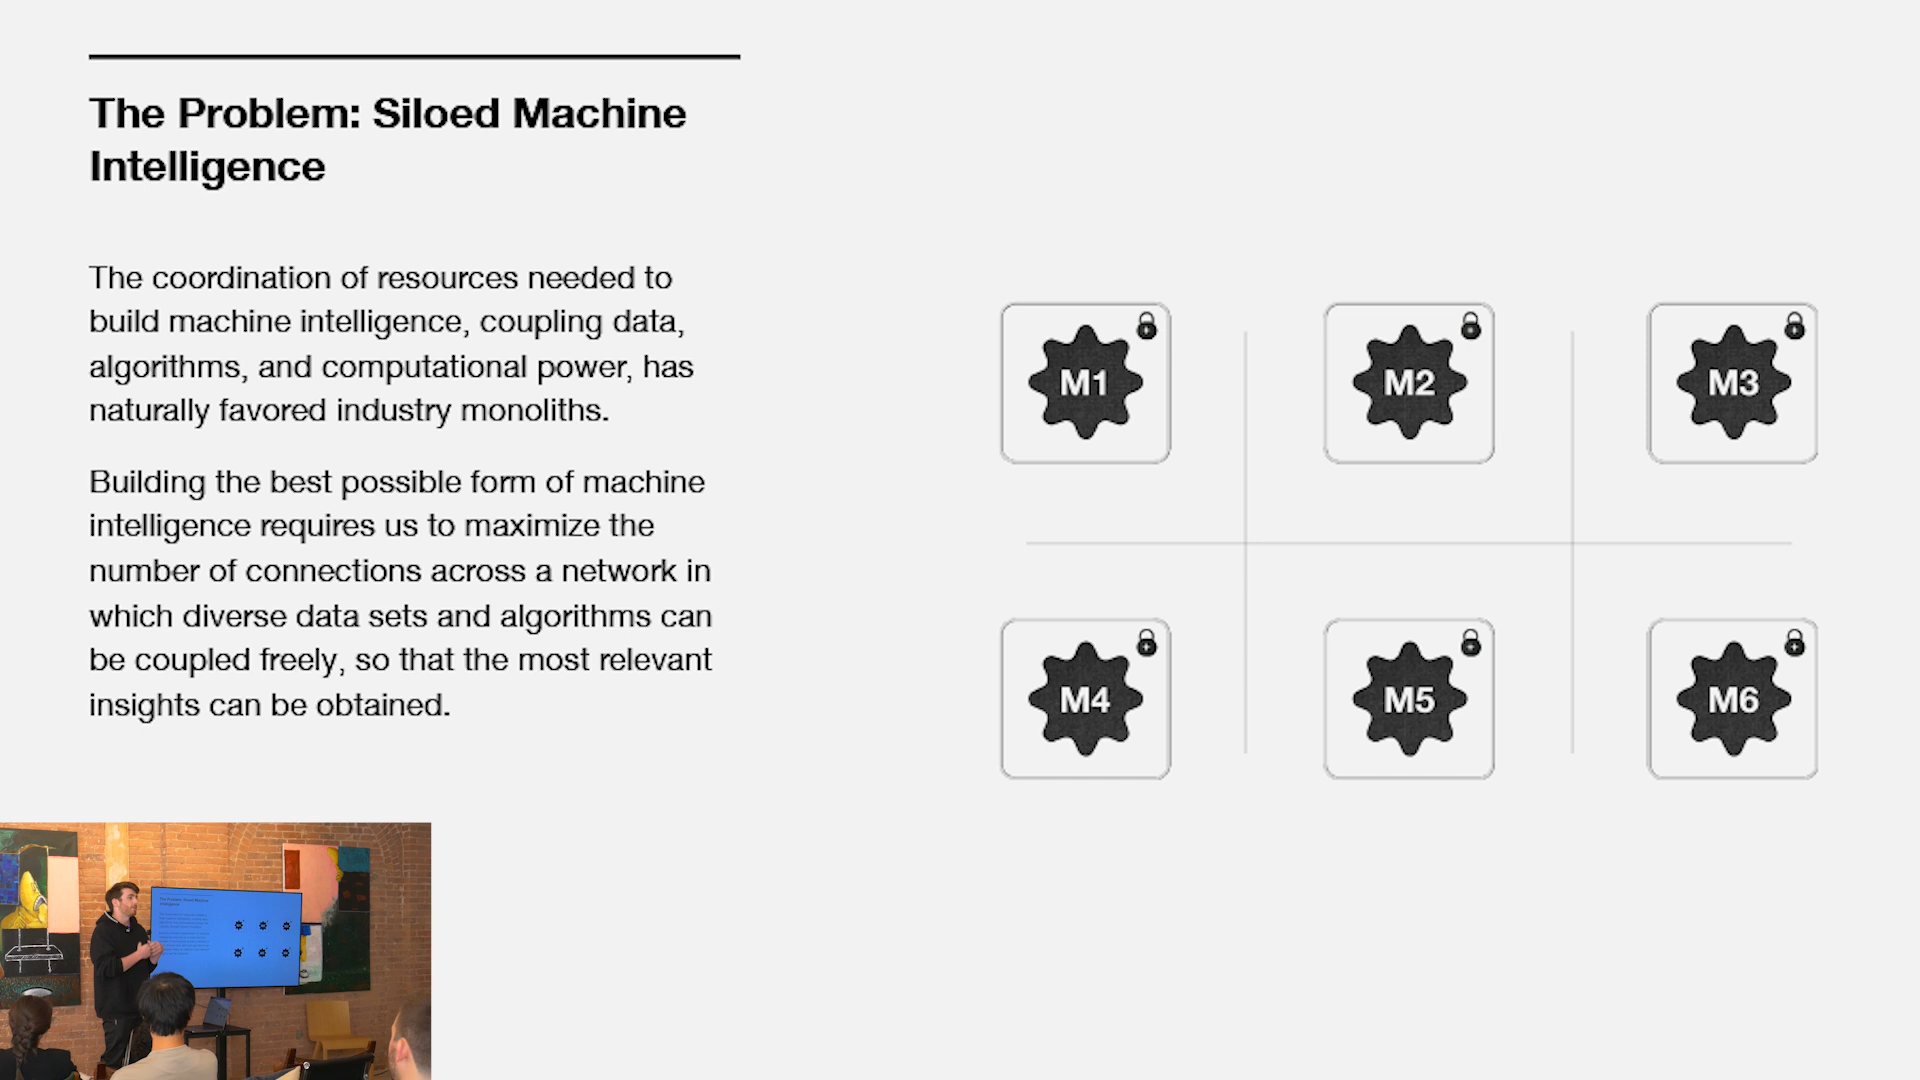 The Problem: Siloed Machine
Intelligence
The coordination of resources needed to
build machine intelligence, coupling data,
algorithms, and computational power, has
naturally favored industry monoliths.
Building the best possible form of machine
intelligence requires us to maximize the
number of connections across a network in
which diverse data sets and algorithms can
be coupled freely, so that the most relevant
insights can be obtained.
M1
M2
M3
M4
M5
M6